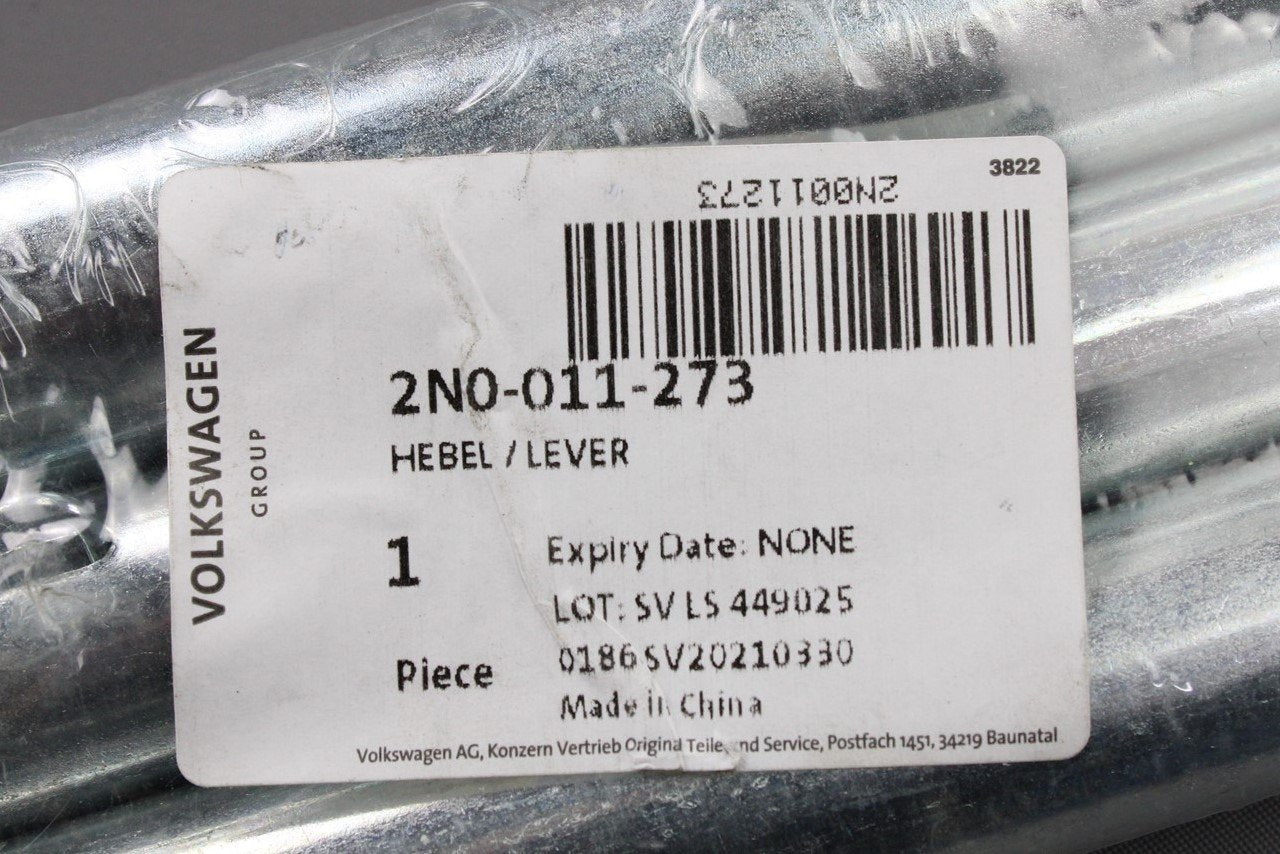 3822
2N0011273
2N0-011-273
HEBEL / LEVER
1
Piece
Expiry Date: NONE
LOT: SV LS 449025
0186 SV20210330
Made in China
VOLKSWAGEN
GROUP
Volkswagen AG, Konzern Vertrieb Original Teile und Service, Postfach 1451, 34219 Baunatal